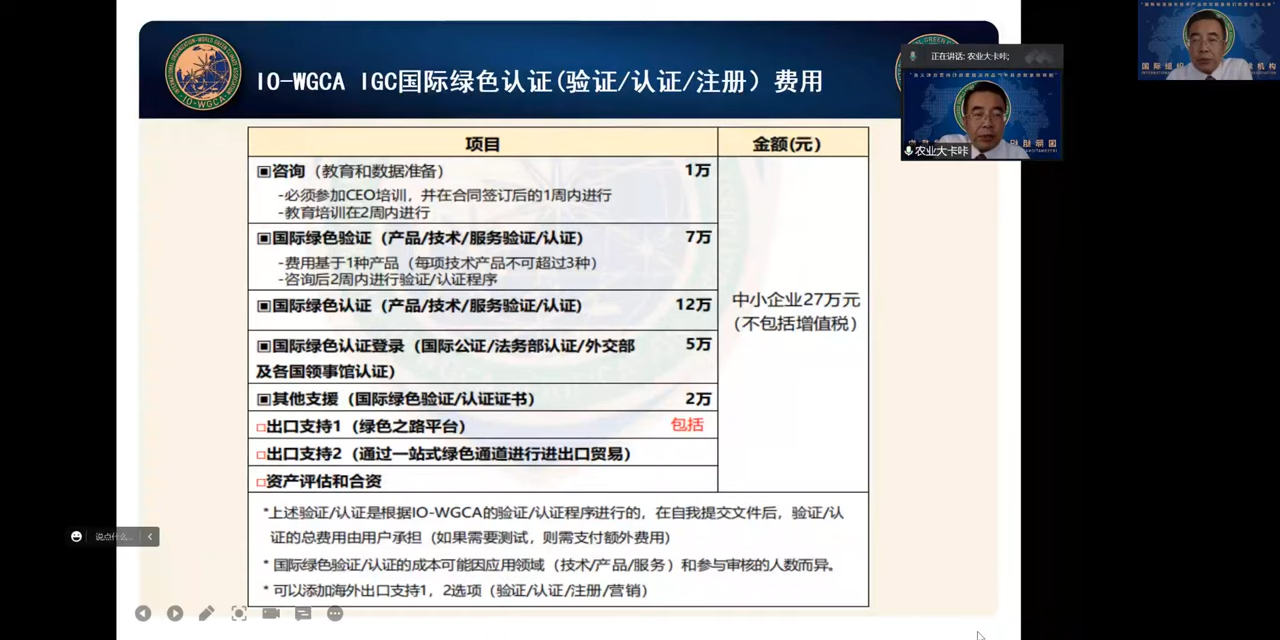 IO-WGCA IGC国际绿色认证(验证/认证/注册）费用
正在讲话: 农业大卡咔;
农业大卡咔
项目
金额(元)
▣咨询（教育和数据准备） 1万
-必须参加CEO培训，并在合同签订后的1周内进行
-教育培训在2周内进行
▣国际绿色验证（产品/技术/服务验证/认证） 7万
-费用基于1种产品（每项技术产品不可超过3种）
-咨询后2周内进行验证/认证程序
▣国际绿色认证（产品/技术/服务验证/认证） 12万
▣国际绿色认证登录（国际公证/法务部认证/外交部 5万
及各国领事馆认证）
▣其他支援（国际绿色验证/认证证书） 2万
□出口支持1（绿色之路平台） 包括
□出口支持2（通过一站式绿色通道进行进出口贸易）
□资产评估和合资
中小企业27万元
（不包括增值税）
*上述验证/认证是根据IO-WGCA的验证/认证程序进行的，在自我提交文件后，验证/认
证的总费用由用户承担（如果需要测试，则需支付额外费用）
* 国际绿色验证/认证的成本可能因应用领域（技术/产品/服务）和参与审核的人数而异。
* 可以添加海外出口支持1，2选项（验证/认证/注册/营销）
说点什么...